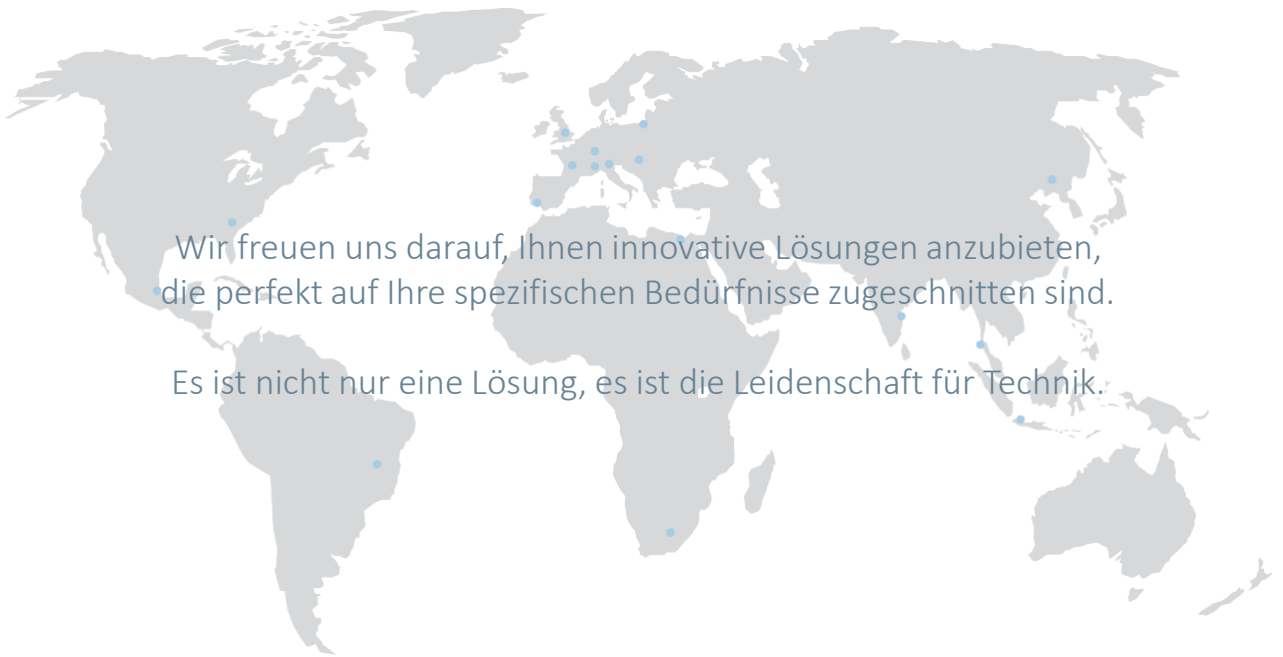 Wir freuen uns darauf, Ihnen innovative Lösungen anzubieten,
die perfekt auf Ihre spezifischen Bedürfnisse zugeschnitten sind.
Es ist nicht nur eine Lösung, es ist die Leidenschaft für Technik.